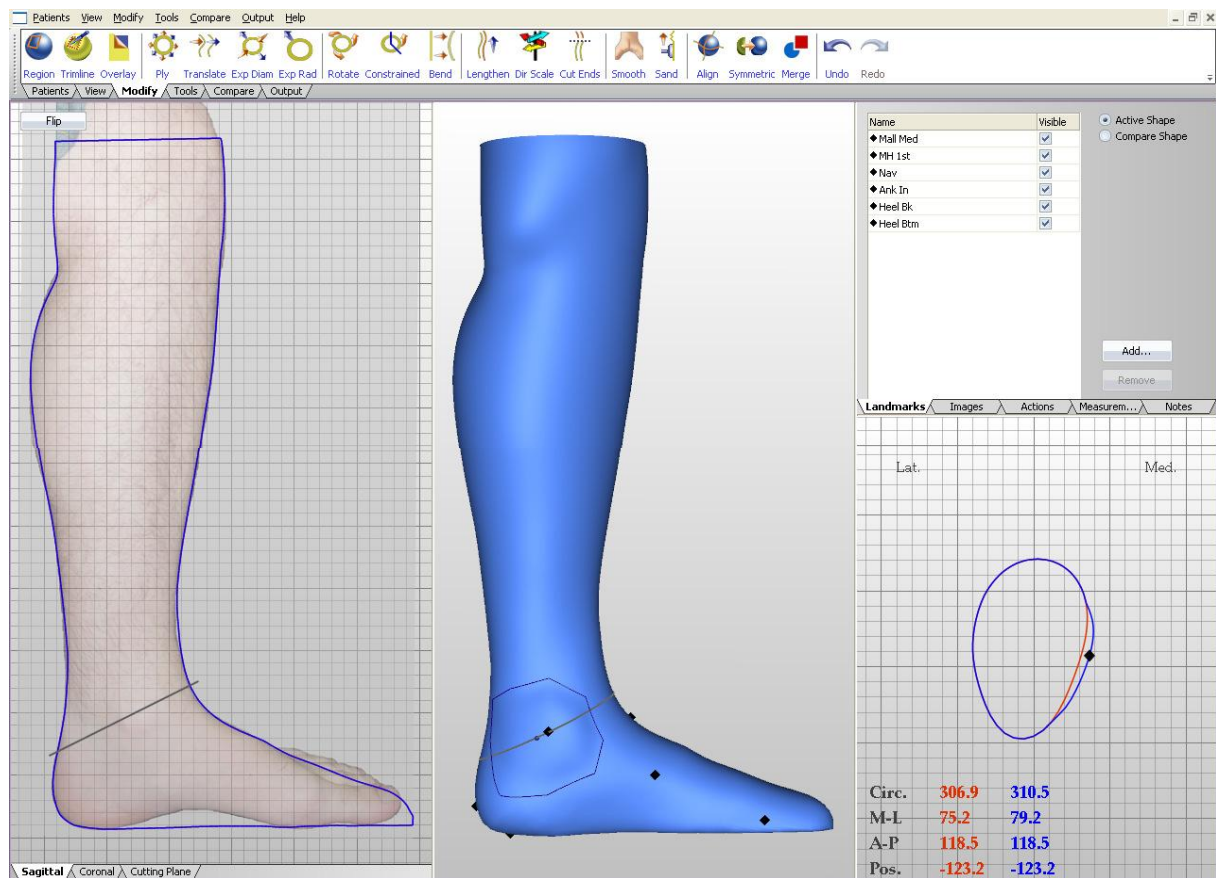 Patients View Modify Tools Compare Output Help
Region Trimline Overlay Ply Translate Exp Diam Exp Rad Rotate Constrained Bend Lengthen Dir Scale Cut Ends Smooth Sand Align Symmetric Merge Undo Redo
Patients View Modify Tools Compare Output
Flip
Name Visible
Mall Med
MH 1st
Nav
Ank In
Heel Bk
Heel Btm
Active Shape
Compare Shape
Add...
Remove
Landmarks Images Actions Measurem... Notes
Lat. Med.
Circ. 306.9 310.5
M-L 75.2 79.2
A-P 118.5 118.5
Pos. -123.2 -123.2
Sagittal Coronal Cutting Plane